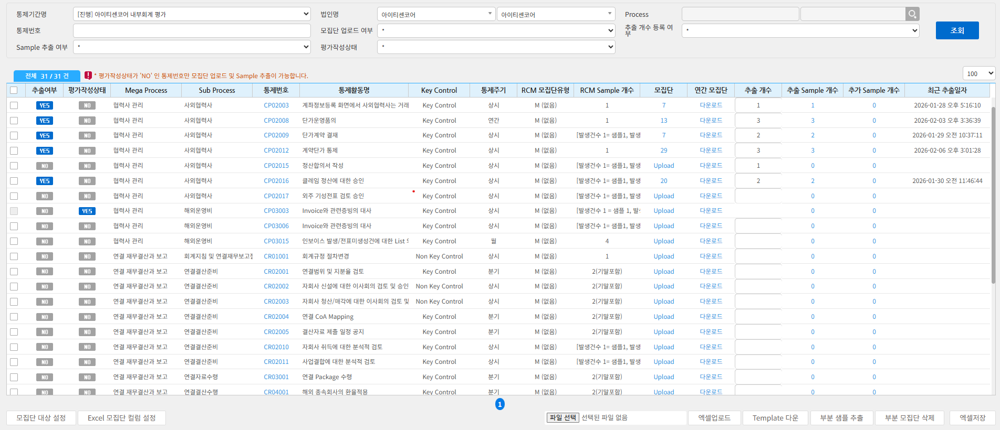 통제기간명 [진행] 아이티센코어 내부회계 평가 법인명 아이티센코어 아이티센코어 Process
통제번호 모집단 업로드 여부 * 추출 개수 등록 여부 *
Sample 추출 여부 * 평가작성상태 *
조회
전체 31 / 31 건 * 평가작성상태가 'NO' 인 통제번호만 모집단 업로드 및 Sample 추출이 가능합니다. 100
추출여부 평가작성상태 Mega Process Sub Process 통제번호 통제활동명 Key Control 통제주기 RCM 모집단유형 RCM Sample 개수 모집단 연간 모집단 추출 개수 추출 Sample 개수 추가 Sample 개수 최근 추출일자
YES NO 협력사 관리 사외협력사 CP02003 계좌정보등록 화면에서 사외협력사는 거래 Key Control 상시 M (없음) 1 7 다운로드 1 1 0 2026-01-28 오후 5:16:10
YES NO 협력사 관리 사외협력사 CP02008 단가운영품의 Key Control 연간 M (없음) 1 13 다운로드 3 3 0 2026-02-03 오후 3:36:39
YES NO 협력사 관리 사외협력사 CP02009 단가계약 결재 Key Control 상시 M (없음) [발생건수 1= 샘플1, 발생 7 다운로드 2 2 0 2026-01-29 오전 10:37:11
YES NO 협력사 관리 사외협력사 CP02012 계약단가 통제 Key Control 상시 M (없음) 1 29 다운로드 3 3 0 2026-02-06 오후 3:01:28
NO NO 협력사 관리 사외협력사 CP02015 정산합의서 작성 Key Control 상시 M (없음) [발생건수 1= 샘플1, 발생 Upload 다운로드 1 0 0
YES NO 협력사 관리 사외협력사 CP02016 클레임 정산에 대한 승인 Key Control 상시 M (없음) [발생건수 1= 샘플1, 발생 20 다운로드 2 2 0 2026-01-30 오전 11:46:44
NO NO 협력사 관리 사외협력사 CP02017 외주 기성전표 검토 승인 Key Control 상시 M (없음) [발생건수 1= 샘플1, 발생 Upload 다운로드 0 0
NO YES 협력사 관리 해외운영비 CP03003 Invoice와 관련증빙의 대사 Key Control 상시 M (없음) [발생건수 1 = 샘플 1, 발생 Upload 다운로드 0 0
NO NO 협력사 관리 해외운영비 CP03006 Invoice와 관련증빙의 대사 Key Control 상시 M (없음) [발생건수 1= 샘플1, 발생 Upload 다운로드 0 0
NO NO 협력사 관리 해외운영비 CP03015 인보이스 발생/전표미생성건에 대한 List Key Control 월 M (없음) 4 Upload 다운로드 0 0
NO NO 연결 재무결산과 보고 회계지침 및 연결재무보고절 CR01001 회계규정 절차변경 Non Key Control 상시 M (없음) 1 Upload 다운로드 0 0
NO NO 연결 재무결산과 보고 연결결산준비 CR02001 연결범위 및 지분율 검토 Key Control 분기 M (없음) 2(기말포함) Upload 다운로드 0 0
NO NO 연결 재무결산과 보고 연결결산준비 CR02002 자회사 신설에 대한 이사회의 검토 및 승인 Non Key Control 상시 M (없음) 2(기말포함) Upload 다운로드 0 0
NO NO 연결 재무결산과 보고 연결결산준비 CR02003 자회사 청산/매각에 대한 이사회의 검토 및 Non Key Control 상시 M (없음) 2(기말포함) Upload 다운로드 0 0
NO NO 연결 재무결산과 보고 연결결산준비 CR02004 연결 CoA Mapping Key Control 분기 M (없음) 2(기말포함) Upload 다운로드 0 0
NO NO 연결 재무결산과 보고 연결결산준비 CR02005 결산자료 제출 일정 공지 Key Control 분기 M (없음) 2(기말포함) Upload 다운로드 0 0
NO NO 연결 재무결산과 보고 연결결산준비 CR02010 자회사 취득에 대한 분석적 검토 Key Control 상시 M (없음) [발생건수 1= 샘플1, 발생 Upload 다운로드 0 0
NO NO 연결 재무결산과 보고 연결결산준비 CR02011 사업결합에 대한 분석적 검토 Key Control 상시 M (없음) [발생건수 1= 샘플1, 발생 Upload 다운로드 0 0
NO NO 연결 재무결산과 보고 연결자료수령 CR03001 연결 Package 수령 Key Control 분기 M (없음) 2(기말포함) Upload 다운로드 0 0
NO NO 연결 재무결산과 보고 연결결산수행 CR04001 해외 종속회사의 환율적용 Key Control 분기 M (없음) 2(기말포함) Upload 다운로드 0 0
1
모집단 대상 설정 Excel 모집단 컬럼 설정 파일 선택 선택된 파일 없음 엑셀업로드 Template 다운 부분 샘플 추출 부분 모집단 삭제 엑셀저장